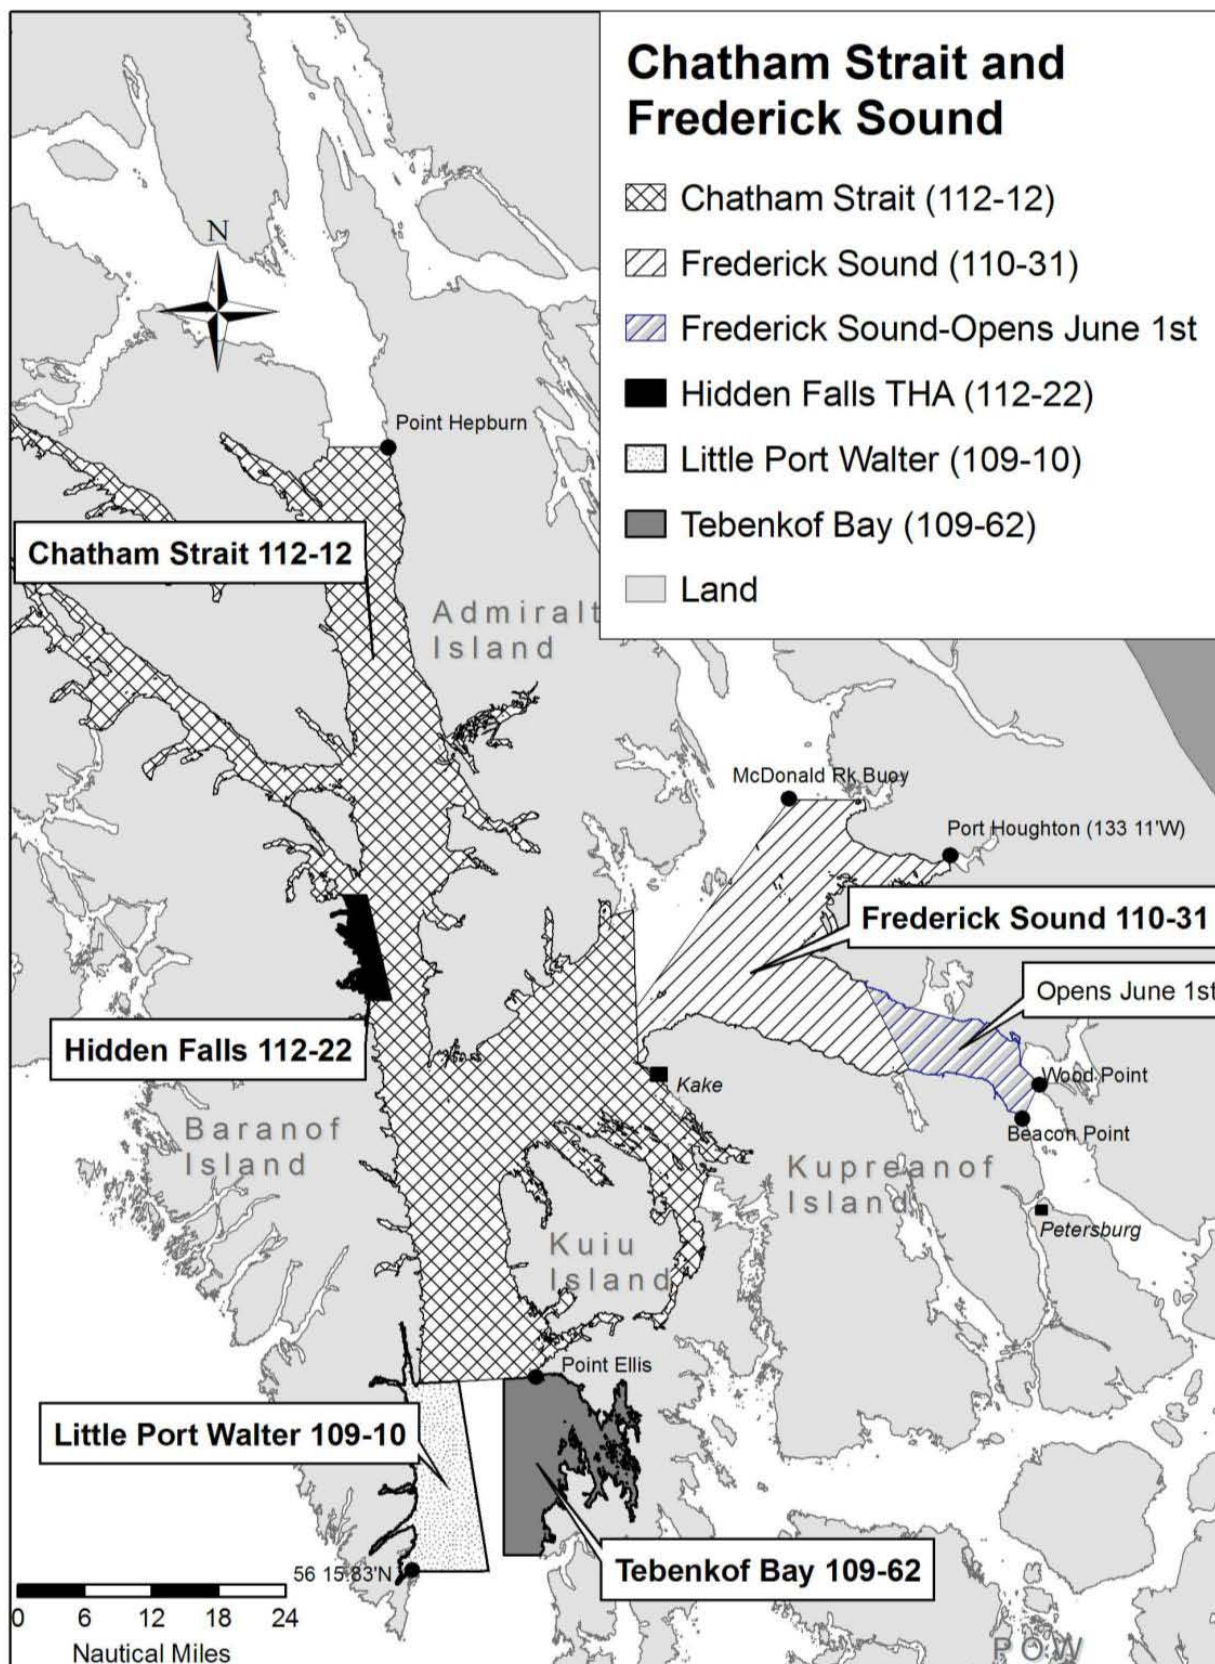 Chatham Strait and
Frederick Sound
Chatham Strait (112-12)
Frederick Sound (110-31)
Frederick Sound-Opens June 1st
Hidden Falls THA (112-22)
Little Port Walter (109-10)
Tebenkof Bay (109-62)
Land
N
Point Hepburn
Chatham Strait 112-12
Admiralt
Island
McDonald Rk Buoy
Port Houghton (133 11'W)
Frederick Sound 110-31
Opens June 1st
Hidden Falls 112-22
Kake
Wood Point
Beacon Point
Baranof
Island
Kupreanof
Island
Petersburg
Kuiu
Island
Point Ellis
Little Port Walter 109-10
Tebenkof Bay 109-62
56 15.83'N
0 6 12 18 24
Nautical Miles
POW